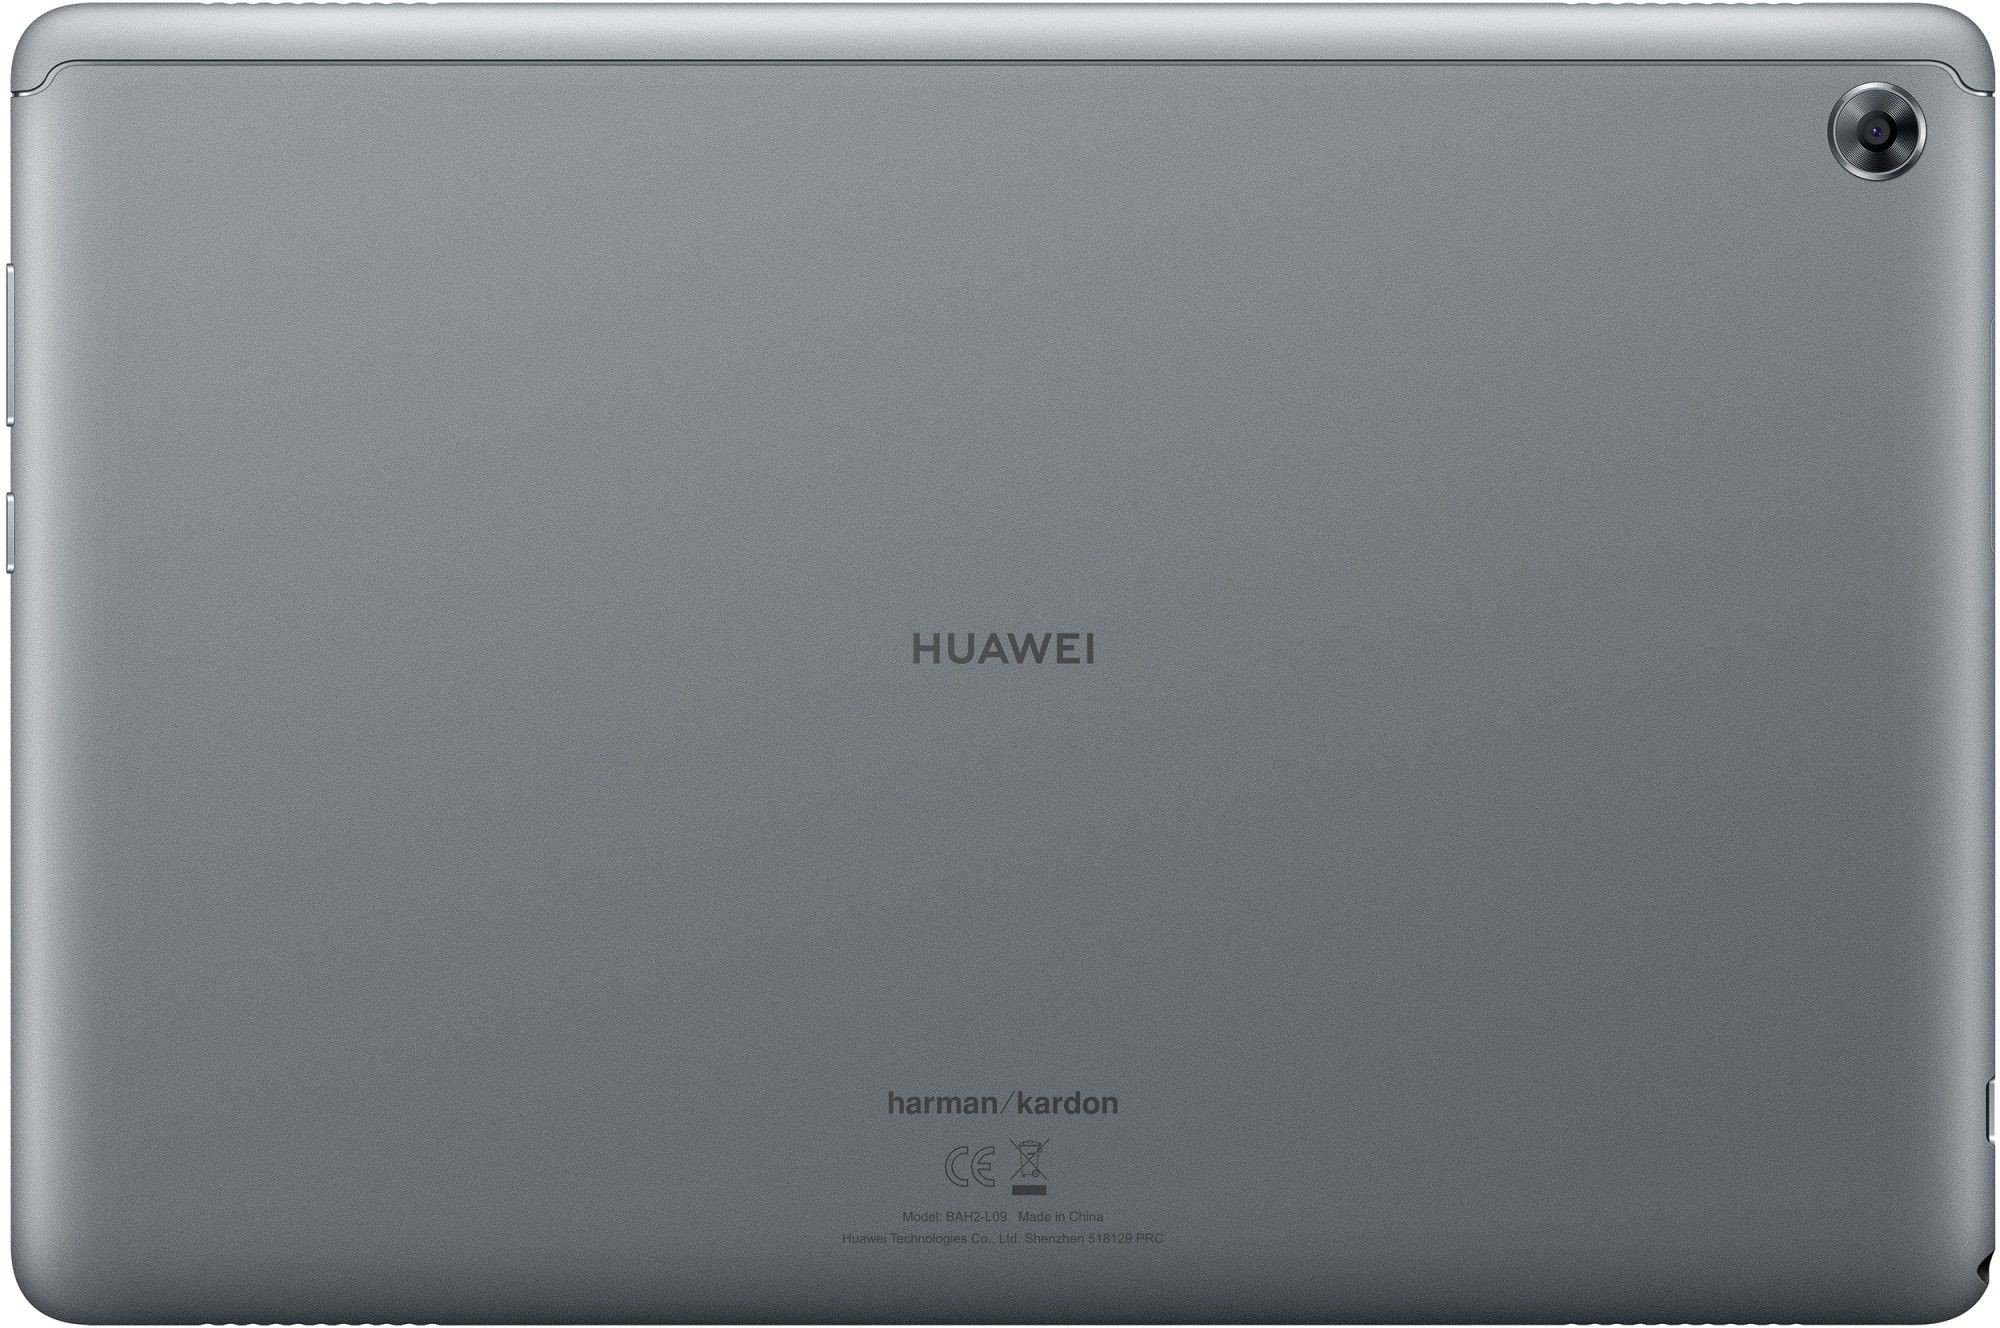 HUAWEI
harman/kardon
CE
Model: BAH2-L09 Made in China
Huawei Technologies Co., Ltd. Shenzhen 518129 PRC